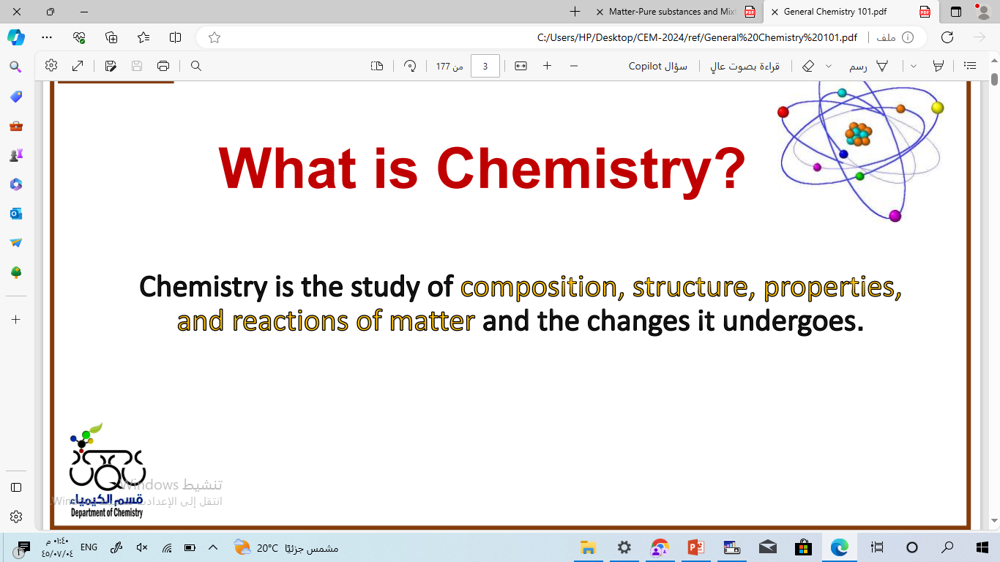 Matter-Pure substances and Mixt
General Chemistry 101.pdf
C:/Users/HP/Desktop/CEM-2024/ref/General%20Chemistry%20101.pdf
ملف
من 177
3
سؤال Copilot
قراءة بصوت عالٍ
رسم
What is Chemistry?
Chemistry is the study of composition, structure, properties,
and reactions of matter and the changes it undergoes.
تنشيط Windows
انتقل إلى الإعدادات لتنشيط Windows.
قسم الكيمياء
Department of Chemistry
٠١:٤٠ م
٤٥/٠٧/٠٤
ENG
20°C مشمس جزئيًا